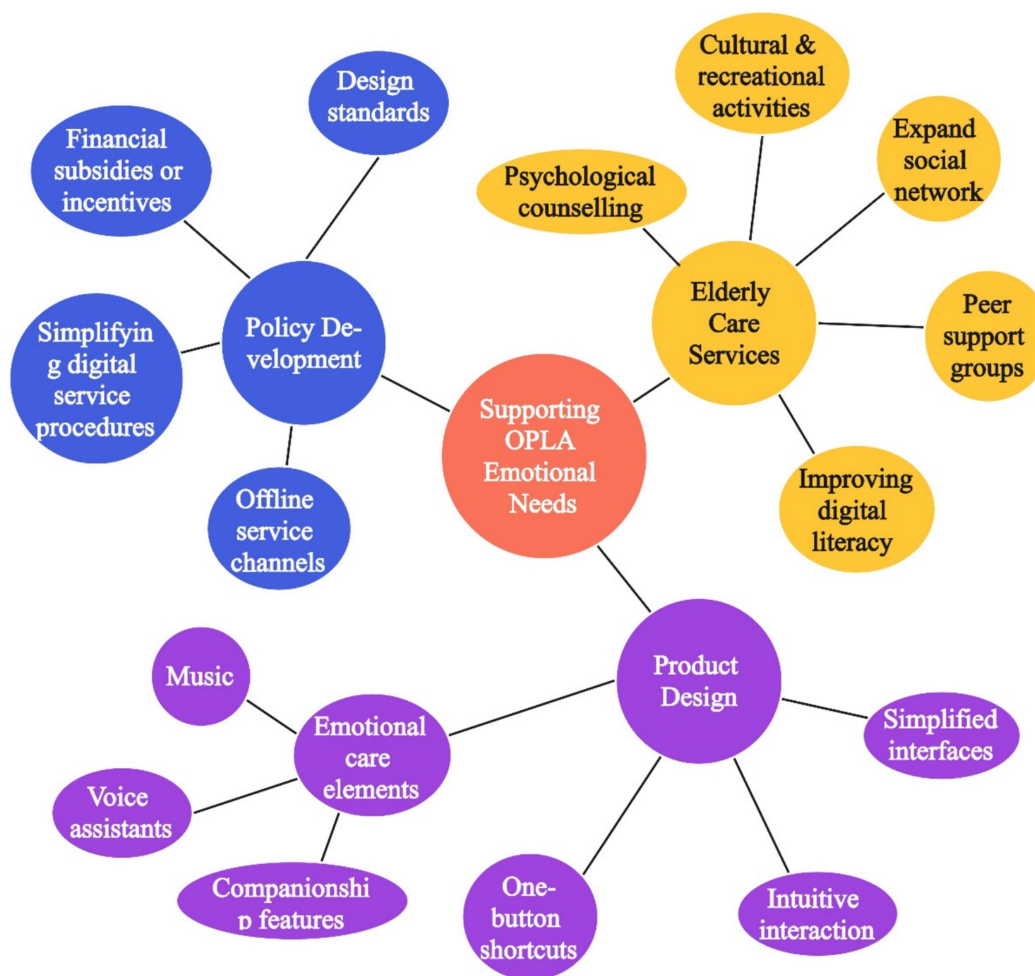 Design
standards
Financial
subsidies or
incentives
Simplifyin
g digital
service
procedures
Policy De-
velopment
Offline
service
channels
Cultural &
recreational
activities
Expand
social
network
Psychological
counselling
Elderly
Care
Services
Peer
support
groups
Improving
digital
literacy
Supporting
OPLA
Emotional
Needs
Product
Design
Music
Emotional
care
elements
Voice
assistants
Companionshi
p features
One-
button
shortcuts
Intuitive
interaction
Simplified
interfaces